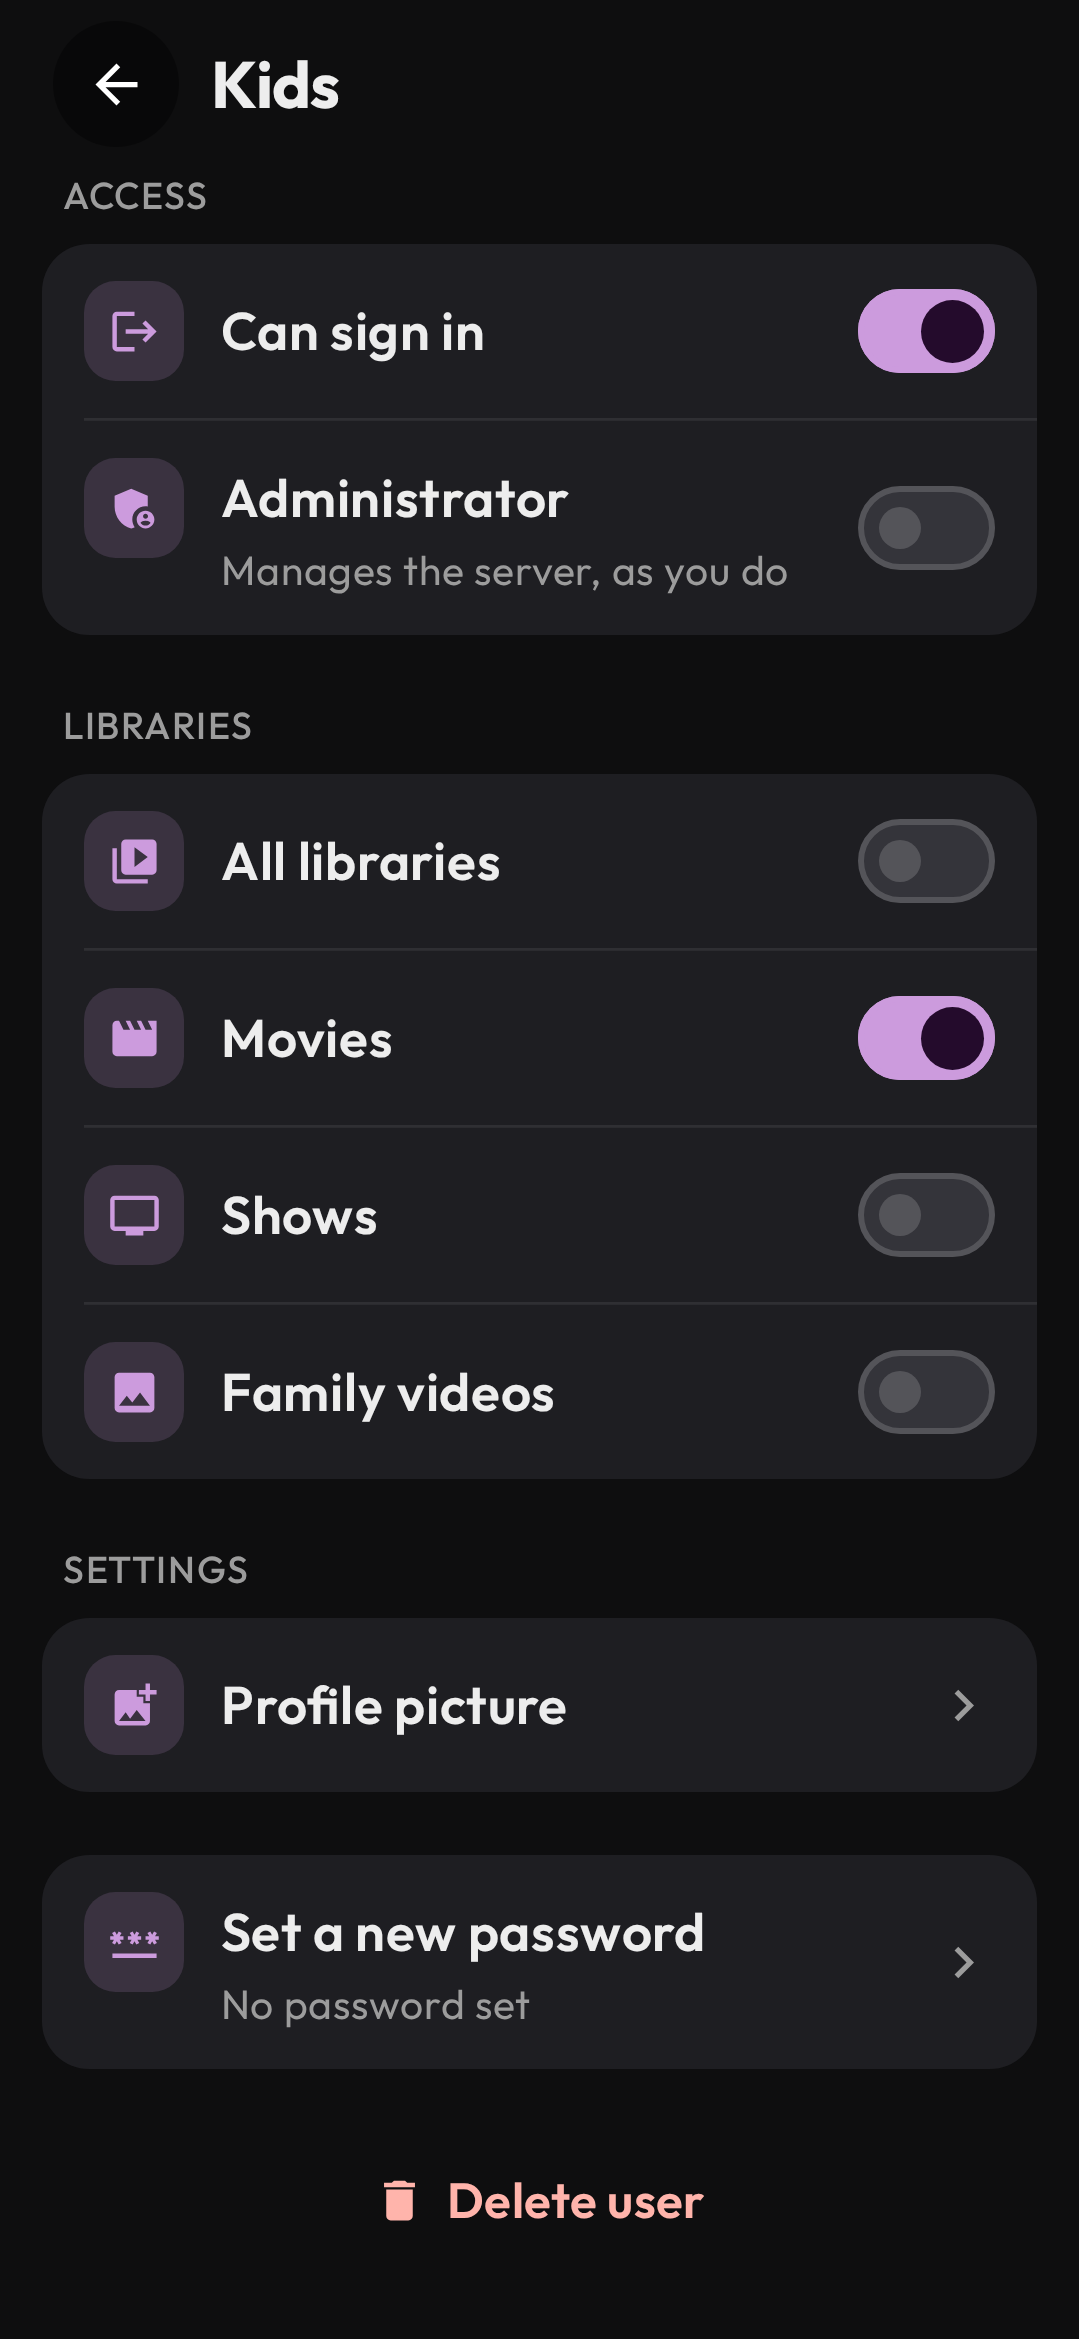 Kids
ACCESS
Can sign in
Administrator
Manages the server, as you do
LIBRARIES
All libraries
Movies
Shows
Family videos
SETTINGS
Profile picture
Set a new password
No password set
Delete user